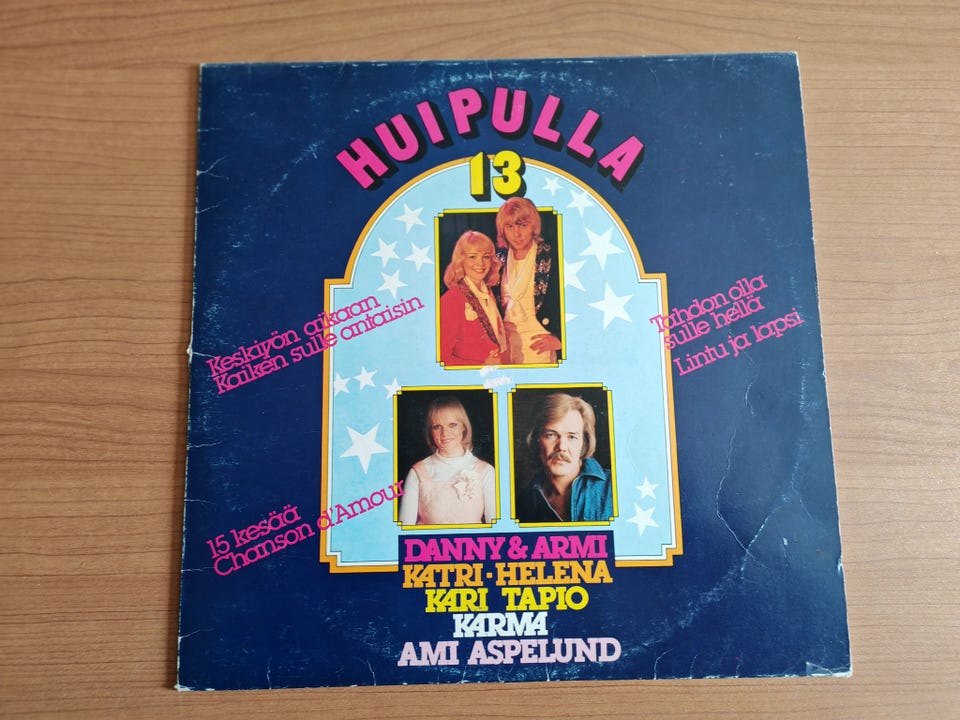 HUIPULLA
13
Keskiyön aikaan
Kaiken sulle antaisin
Tahdon olla
sulle hellä
Lintu ja lapsi
15 kesää
Chanson d'Amour
DANNY & ARMI
KATRI-HELENA
KARI TAPIO
KARMA
AMI ASPELUND